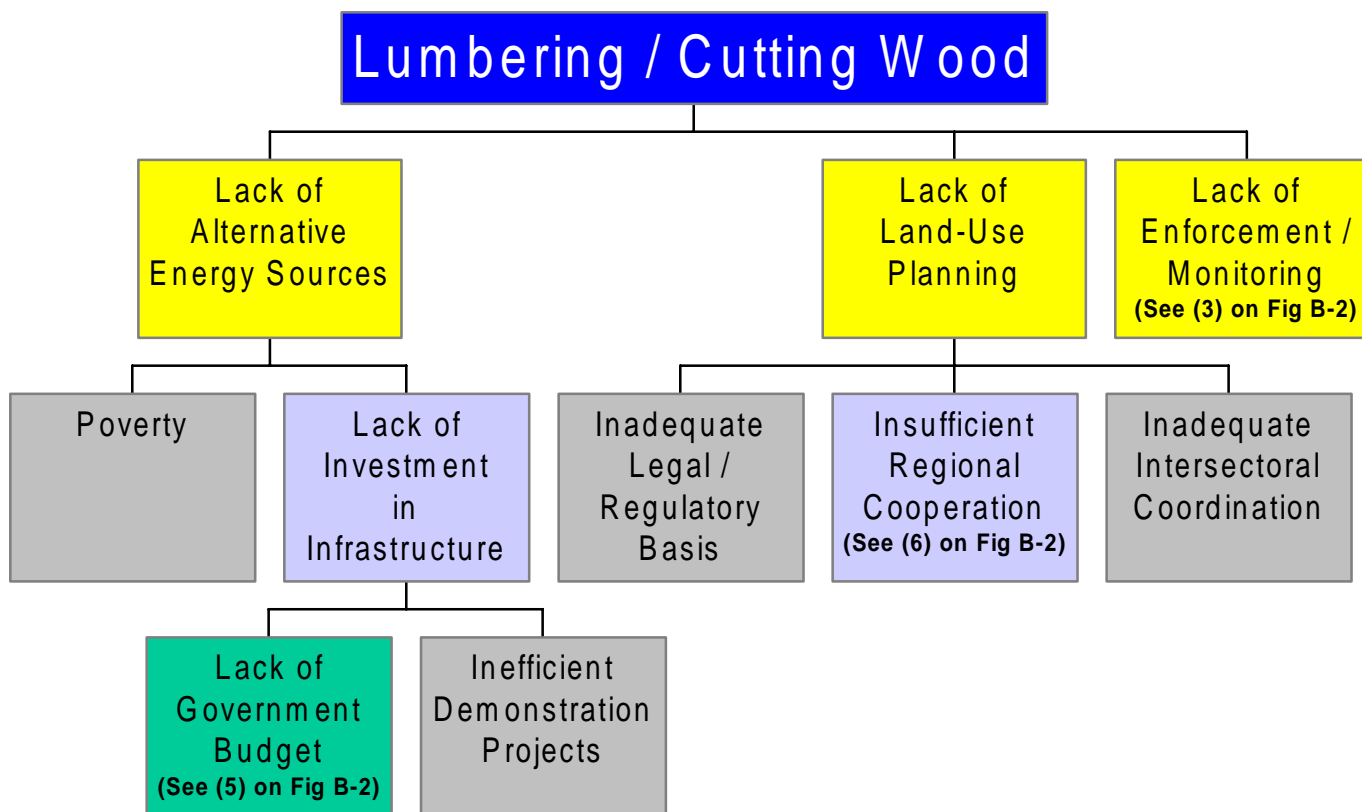 Lumbering / Cutting Wood
Lack of
Alternative
Energy Sources
Lack of
Land-Use
Planning
Lack of
Enforcement /
Monitoring
(See (3) on Fig B-2)
Poverty
Lack of
Investment
in
Infrastructure
Inadequate
Legal /
Regulatory
Basis
Insufficient
Regional
Cooperation
(See (6) on Fig B-2)
Inadequate
Intersectoral
Coordination
Lack of
Government
Budget
(See (5) on Fig B-2)
Inefficient
Demonstration
Projects